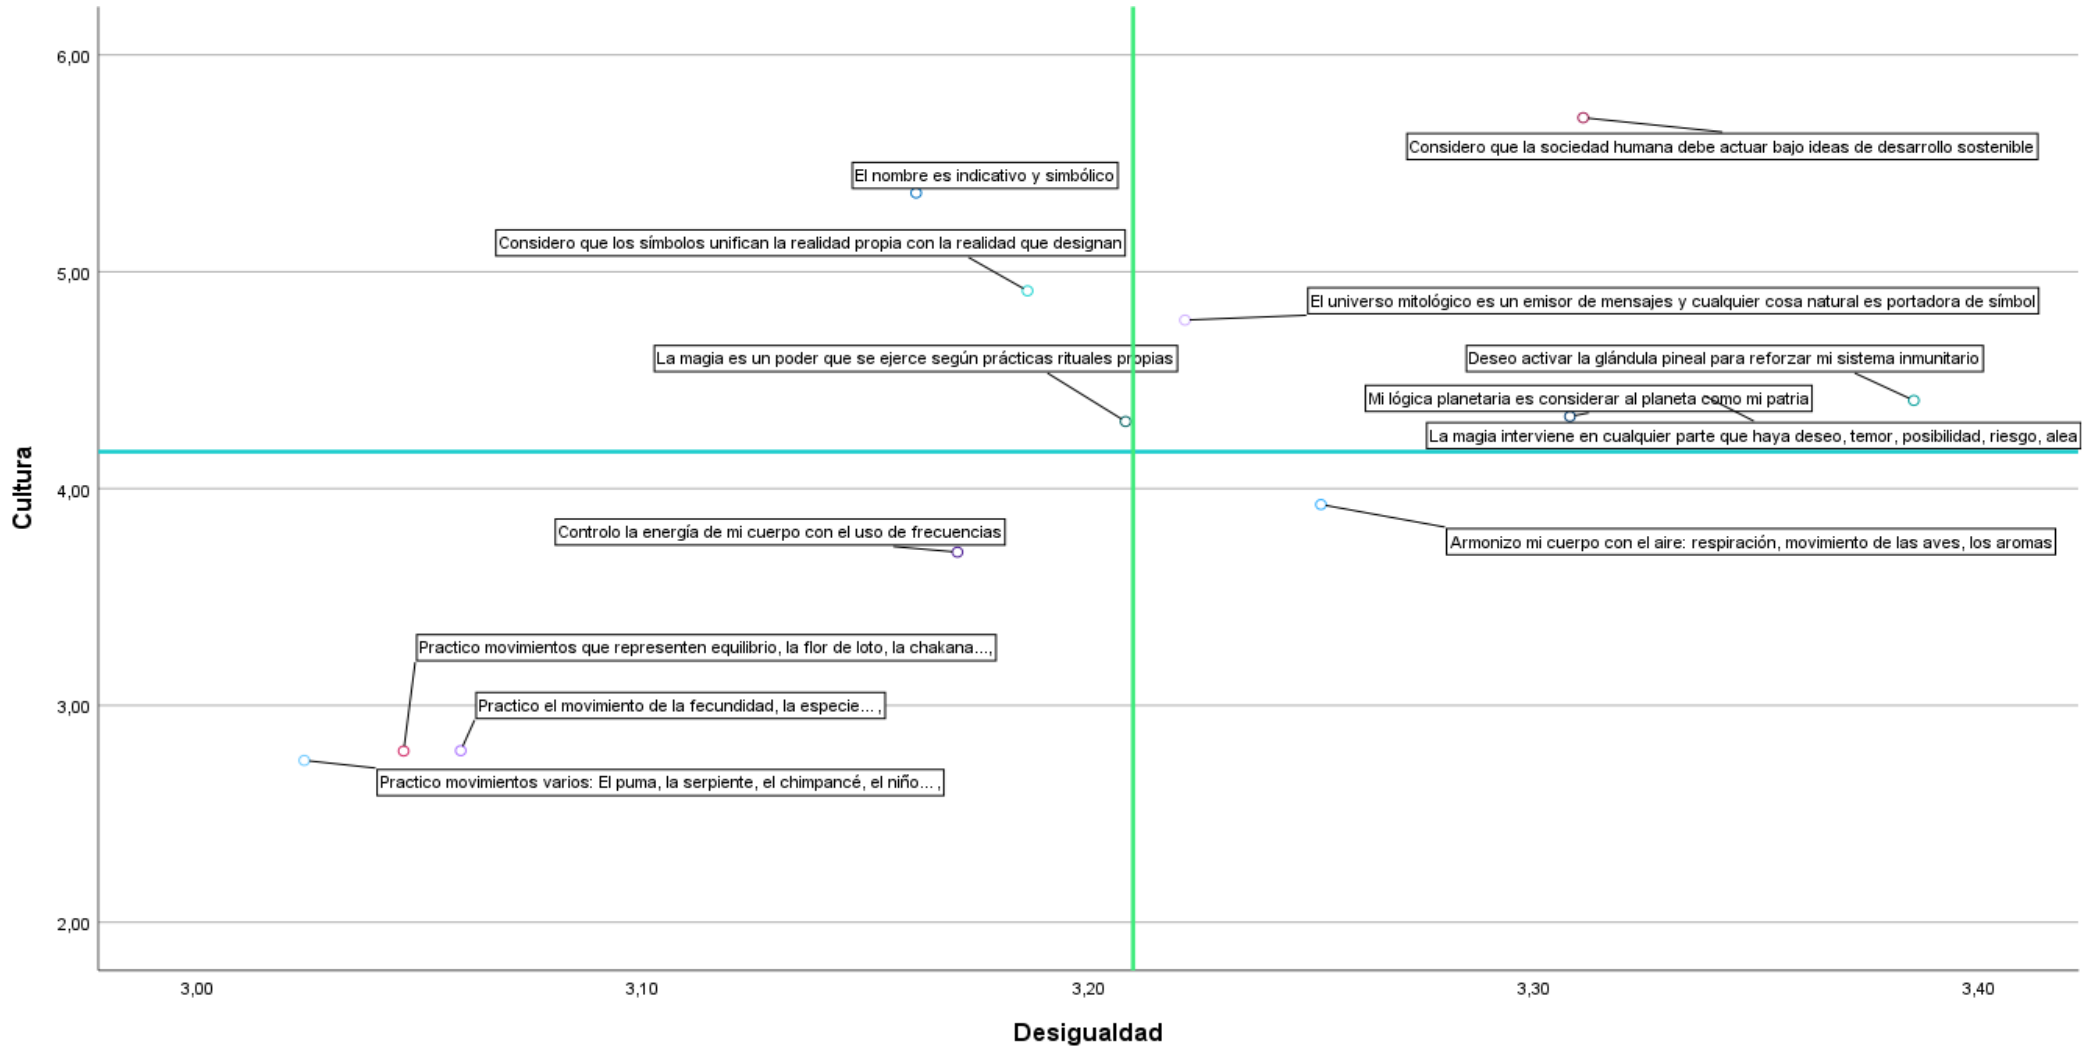 6,00
Considero que la sociedad humana debe actuar bajo ideas de desarrollo sostenible
El nombre es indicativo y simbólico
Considero que los símbolos unifican la realidad propia con la realidad que designan
5,00
El universo mitológico es un emisor de mensajes y cualquier cosa natural es portadora de símbol
La magia es un poder que se ejerce según prácticas rituales propias
Deseo activar la glándula pineal para reforzar mi sistema inmunitario
Mi lógica planetaria es considerar al planeta como mi patria
La magia interviene en cualquier parte que haya deseo, temor, posibilidad, riesgo, alea
Cultura
4,00
Controlo la energía de mi cuerpo con el uso de frecuencias
Armonizo mi cuerpo con el aire: respiración, movimiento de las aves, los aromas
Practico movimientos que representen equilibrio, la flor de loto, la chakana...,
3,00
Practico el movimiento de la fecundidad, la especie... ,
Practico movimientos varios: El puma, la serpiente, el chimpancé, el niño... ,
2,00
3,00 3,10 3,20 3,30 3,40
Desigualdad